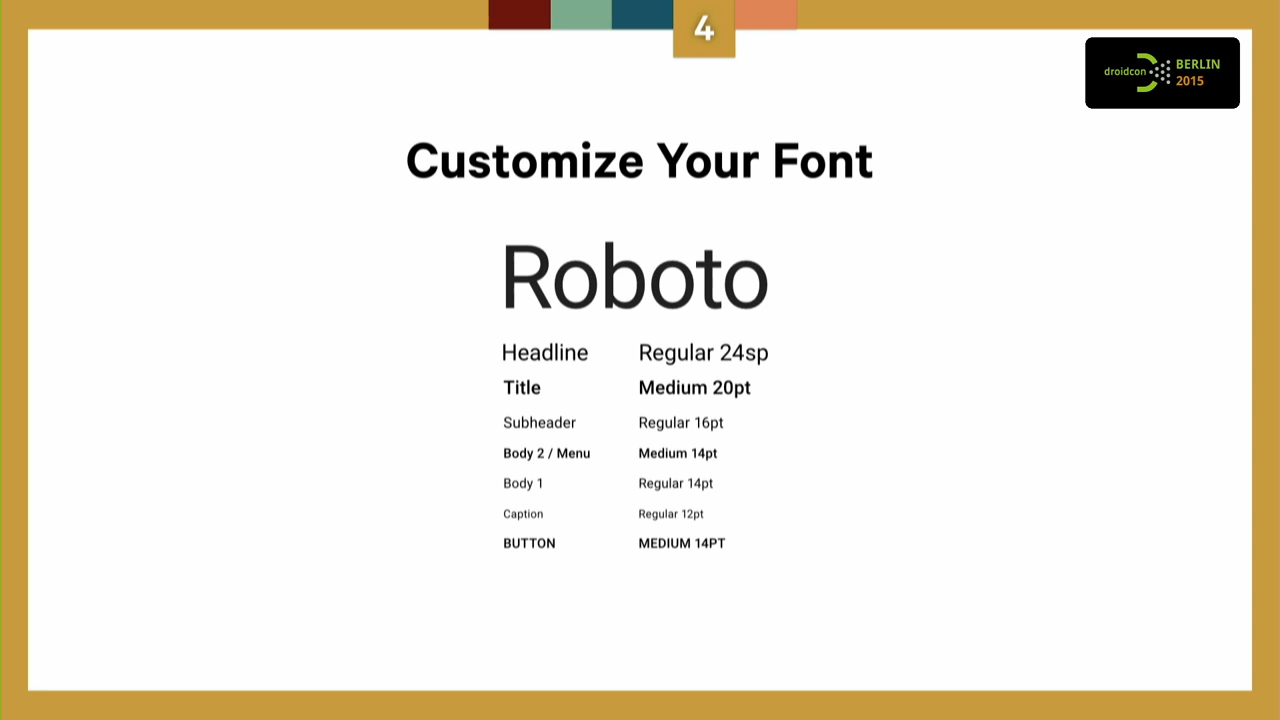 4
droidcon
BERLIN
2015
Customize Your Font
Roboto
Headline Regular 24sp
Title Medium 20pt
Subheader Regular 16pt
Body 2 / Menu Medium 14pt
Body 1 Regular 14pt
Caption Regular 12pt
BUTTON MEDIUM 14PT